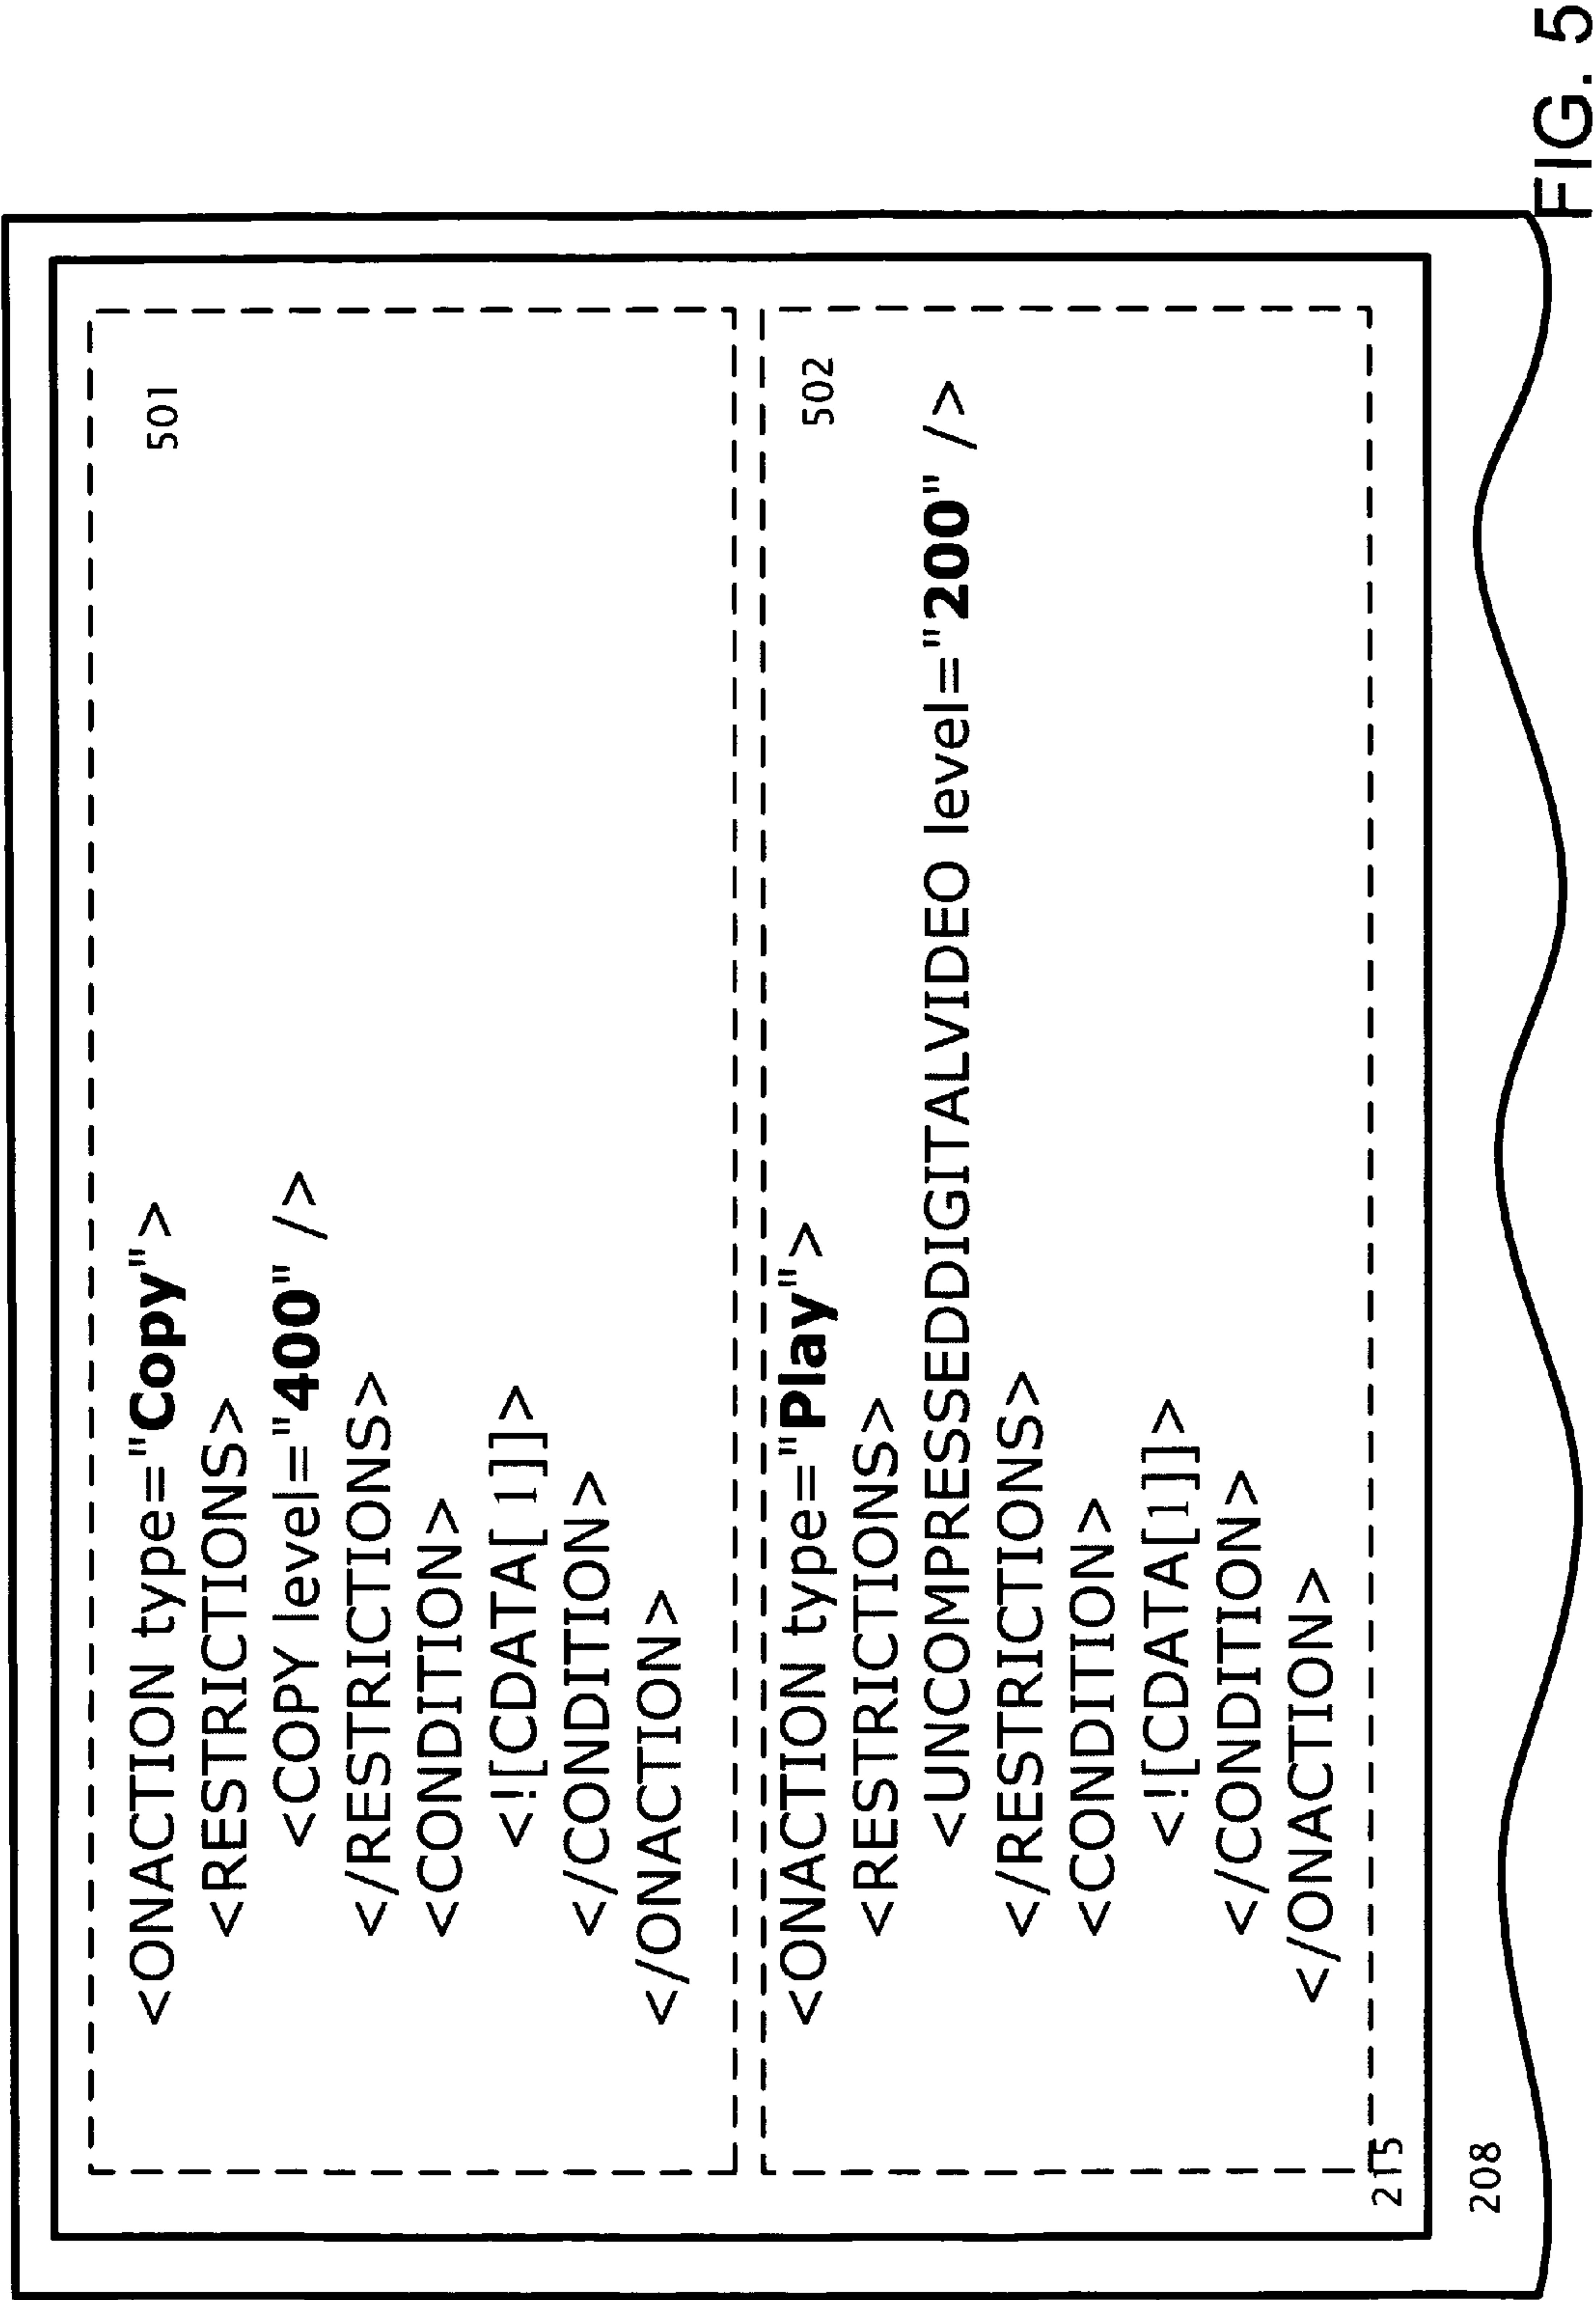 <ONACTION type="Copy">
<RESTRICTIONS>
<COPY level="400" />
</RESTRICTIONS>
<CONDITION>
<![CDATA[ 1]]>
</CONDITION>
</ONACTION>
501
<ONACTION type="Play">
<RESTRICTIONS>
<UNCOMPRESSEDDIGITALVIDEO level="200" />
</RESTRICTIONS>
<CONDITION>
<![CDATA[1]]>
</CONDITION>
</ONACTION>
502
215
208
FIG. 5